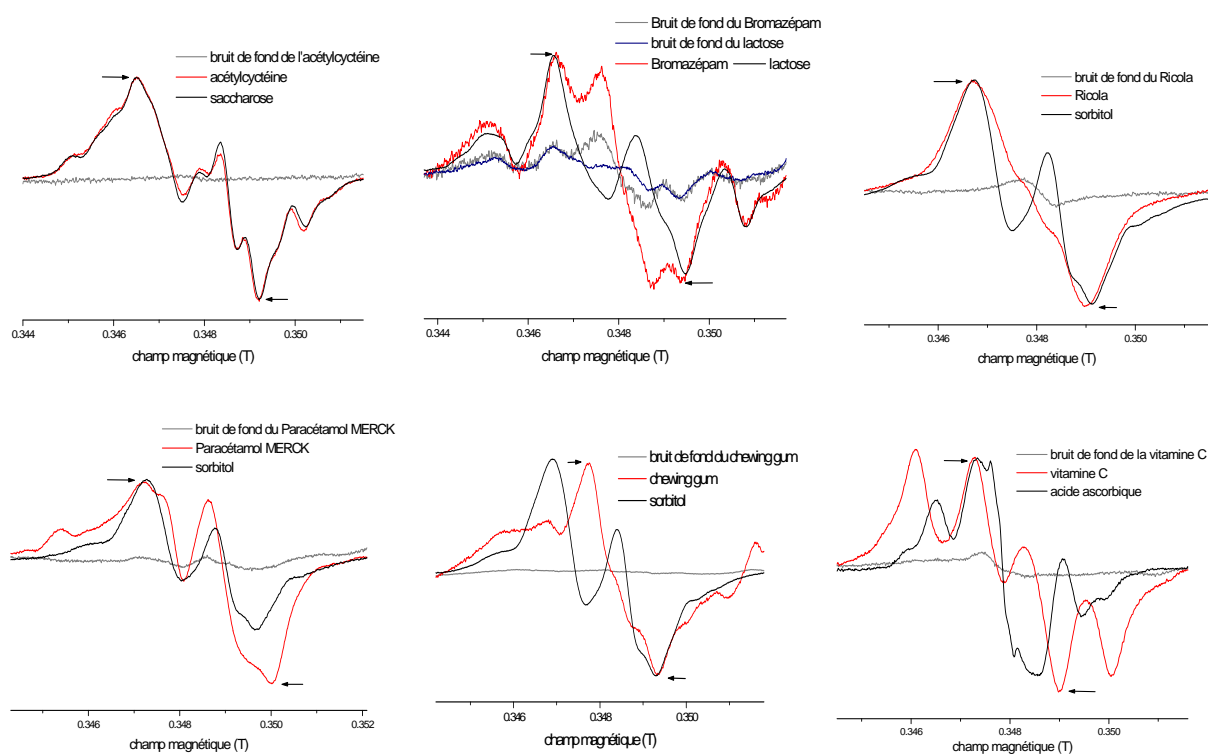 bruit de fond de l'acétylcyctéine
acétylcyctéine
saccharose
0.344 0.346 0.348 0.350
champ magnétique (T)
Bruit de fond du Bromazépam
bruit de fond du lactose
Bromazépam lactose
0.344 0.346 0.348 0.350
champ magnétique (T)
bruit de fond du Ricola
Ricola
sorbitol
0.346 0.348 0.350
champ magnétique (T)
bruit de fond du Paracétamol MERCK
Paracétamol MERCK
sorbitol
0.346 0.348 0.350 0.352
champ magnétique (T)
bruit de fond du chewing gum
chewing gum
sorbitol
0.346 0.348 0.350
champ magnétique (T)
bruit de fond de la vitamine C
vitamine C
acide ascorbique
0.346 0.348 0.350
champ magnétique (T)